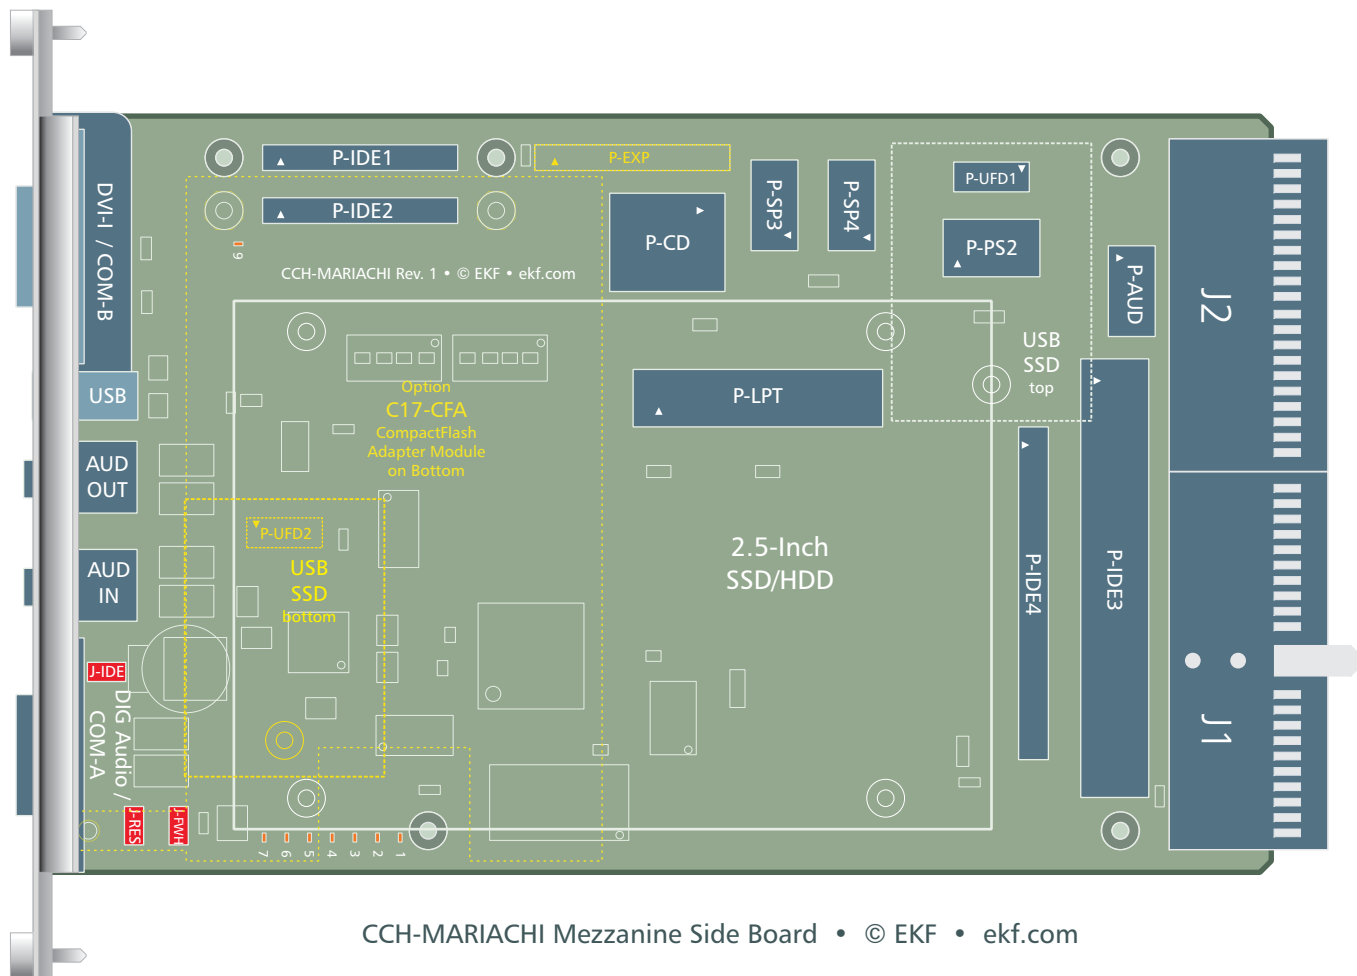 P-IDE1
P-EXP
P-IDE2
P-SP3
P-SP4
P-UFD1
P-CD
P-PS2
P-AUD
J2
DVI-I / COM-B
9
CCH-MARIACHI Rev. 1 • © EKF • ekf.com
USB
SSD
top
USB
P-LPT
Option
C17-CFA
CompactFlash
Adapter Module
on Bottom
AUD
OUT
P-UFD2
USB
SSD
bottom
2.5-Inch
SSD/HDD
P-IDE4
P-IDE3
AUD
IN
J-IDE
DIG Audio /
COM-A
J1
J-RES
J-FWH
7
6
5
4
3
2
1
CCH-MARIACHI Mezzanine Side Board • © EKF • ekf.com